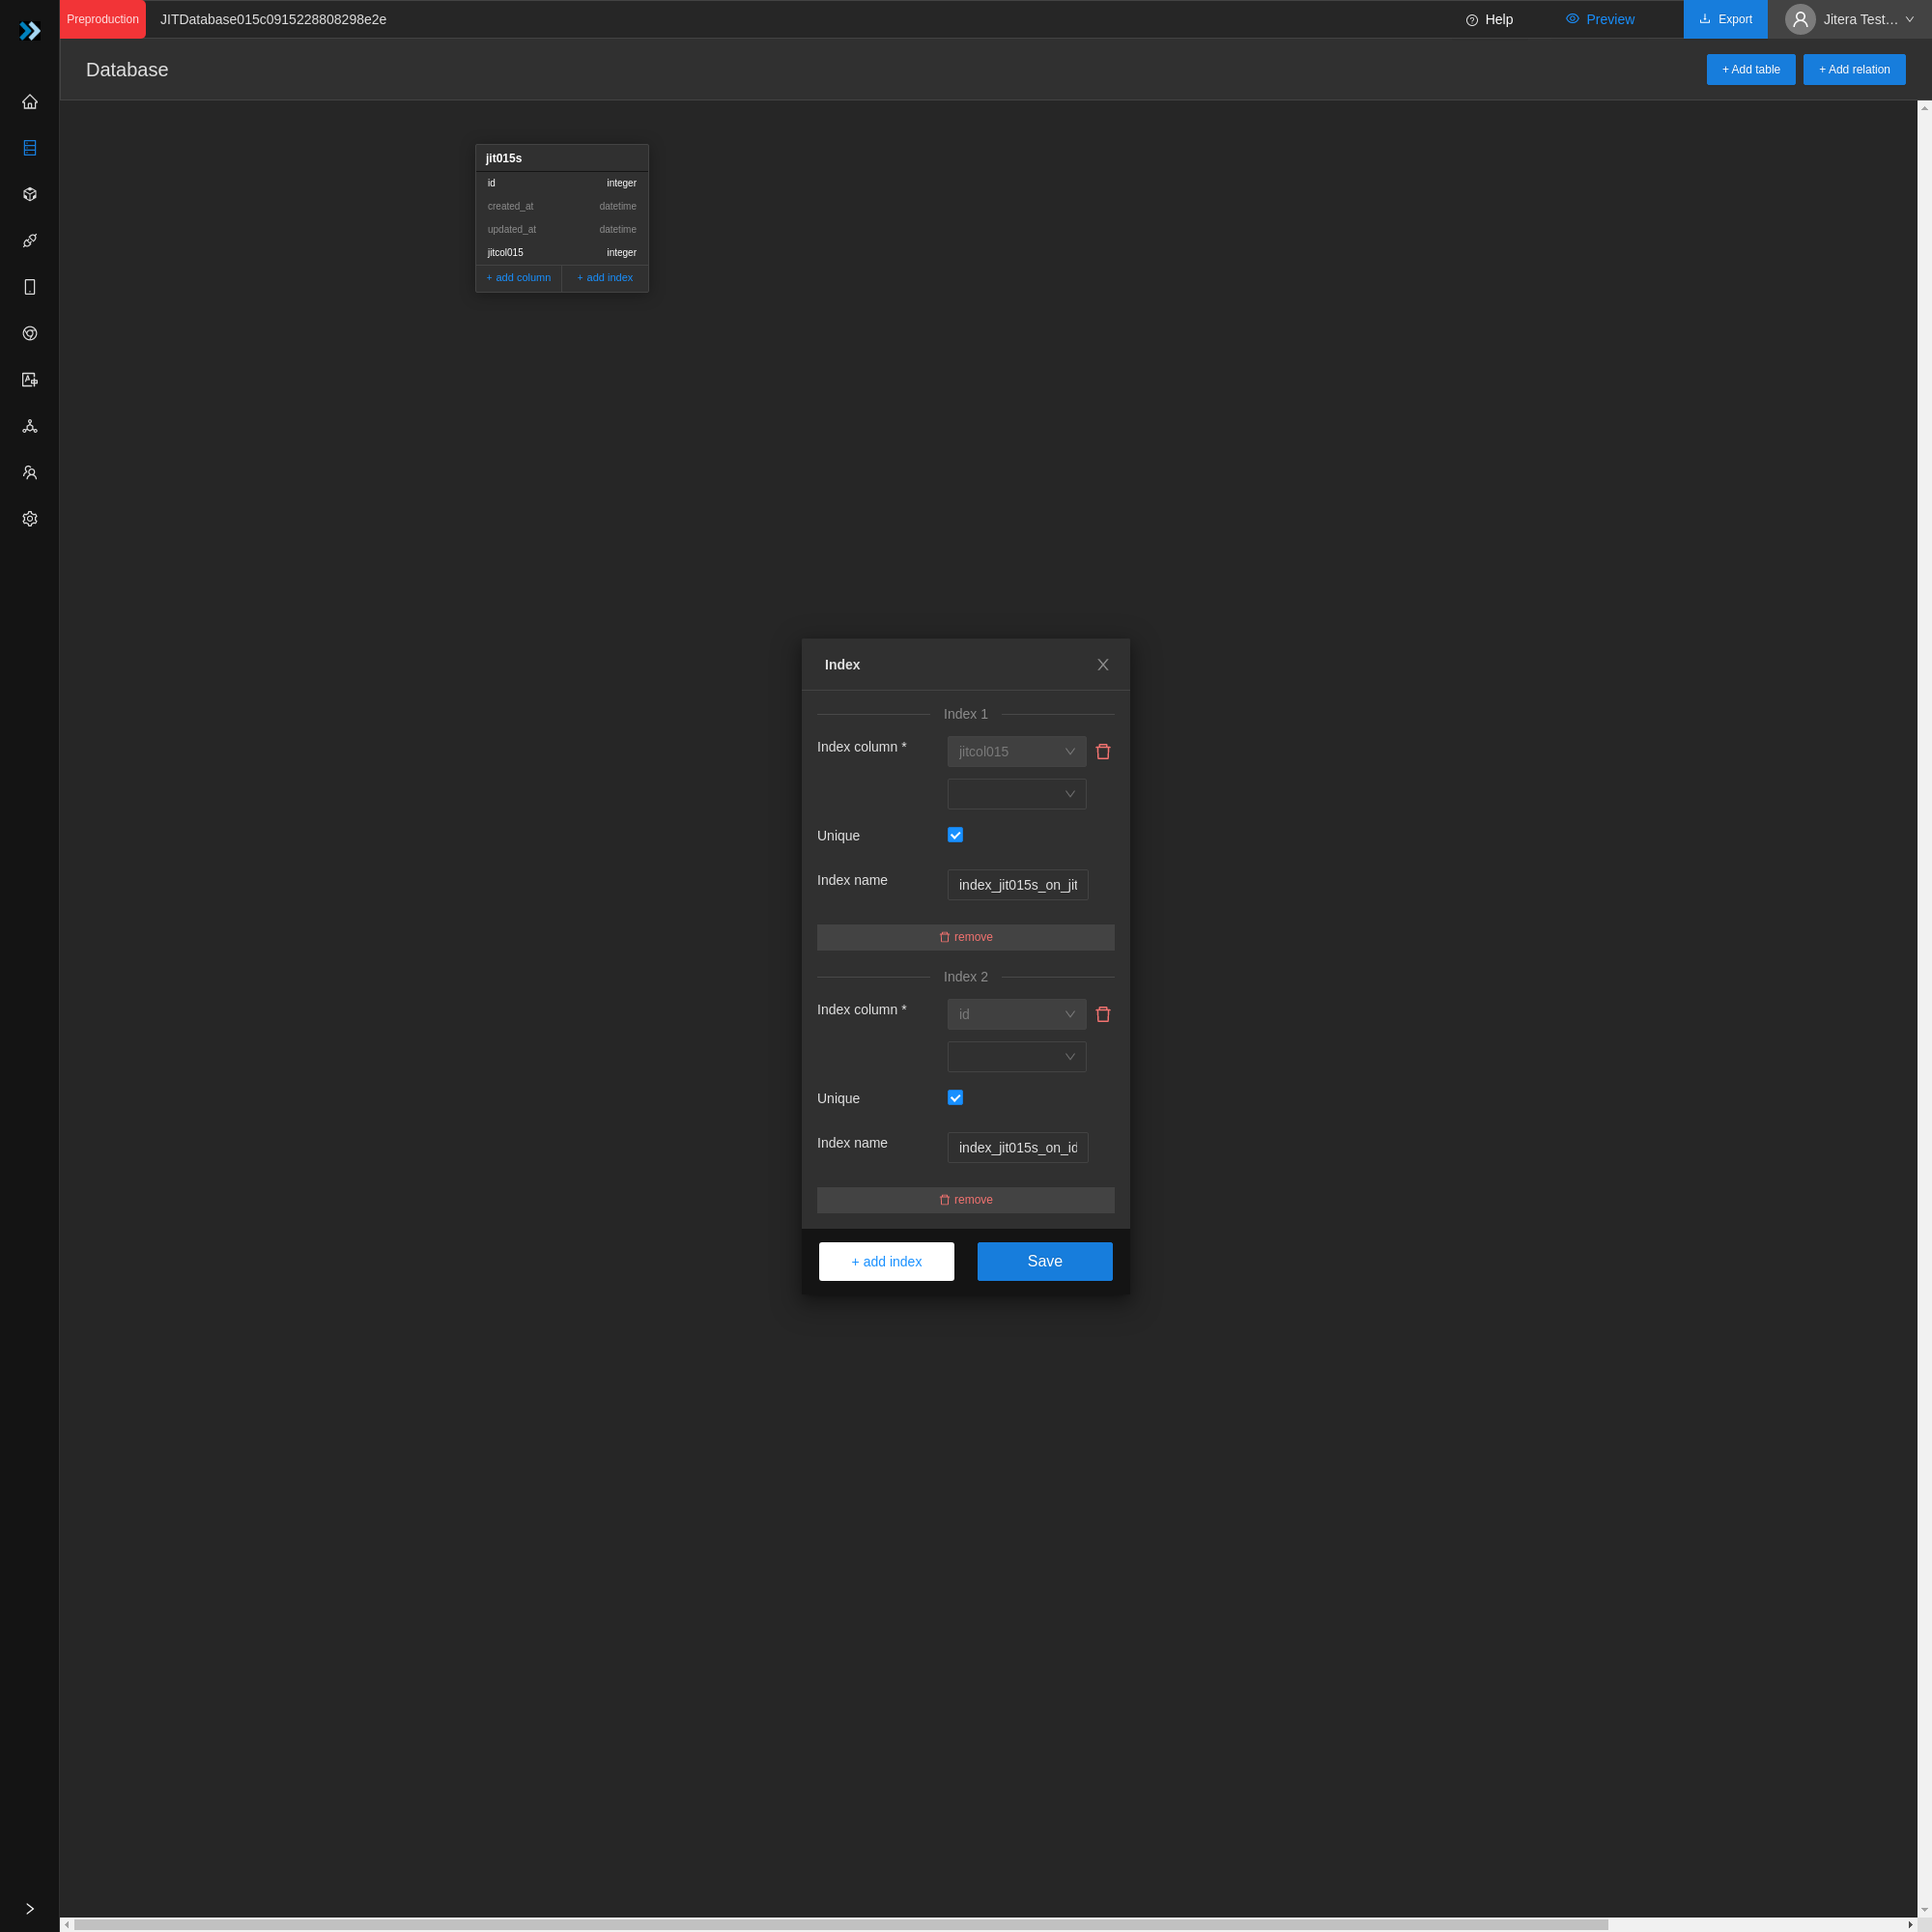 Preproduction JITDatabase015c0915228808298e2e Help Preview Export Jitera Test…
Database + Add table + Add relation
jit015s
id integer
created_at datetime
updated_at datetime
jitcol015 integer
+ add column + add index
Index
Index 1
Index column * jitcol015
Unique
Index name index_jit015s_on_jit
remove
Index 2
Index column * id
Unique
Index name index_jit015s_on_id
remove
+ add index Save